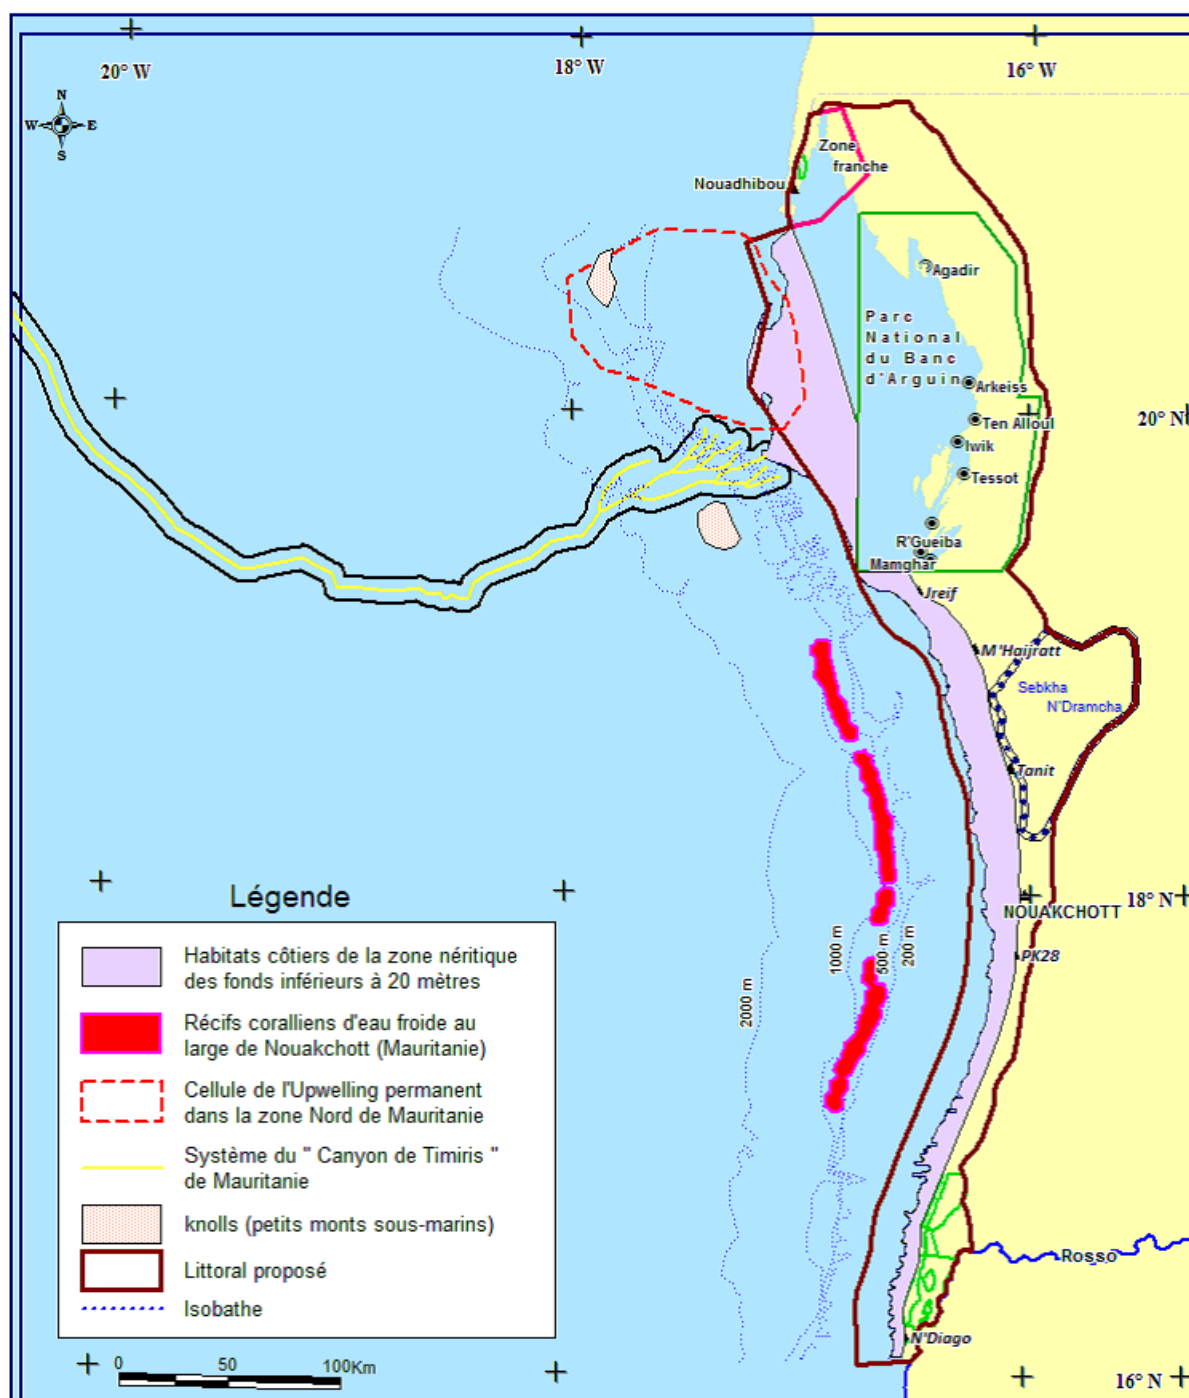 20° W
18° W
16° W
N
W
E
S
Zone
franche
Nouadhibou
Agadir
Parc
National
du Banc
d'Arguin
Arkeiss
20° N
Ten Alloul
Iwik
Tessot
R'Gueiba
Mamghar
Jreif
M'Haijratt
Sebkha
N'Dramcha
Tanit
18° N
NOUAKCHOTT
PK28
1000 m
500 m
200 m
2000 m
Légende
Habitats côtiers de la zone néritique
des fonds inférieurs à 20 mètres
Récifs coralliens d'eau froide au
large de Nouakchott (Mauritanie)
Cellule de l'Upwelling permanent
dans la zone Nord de Mauritanie
Système du " Canyon de Timiris "
de Mauritanie
knolls (petits monts sous-marins)
Littoral proposé
Isobathe
Rosso
N'Diago
0 50 100Km
16° N